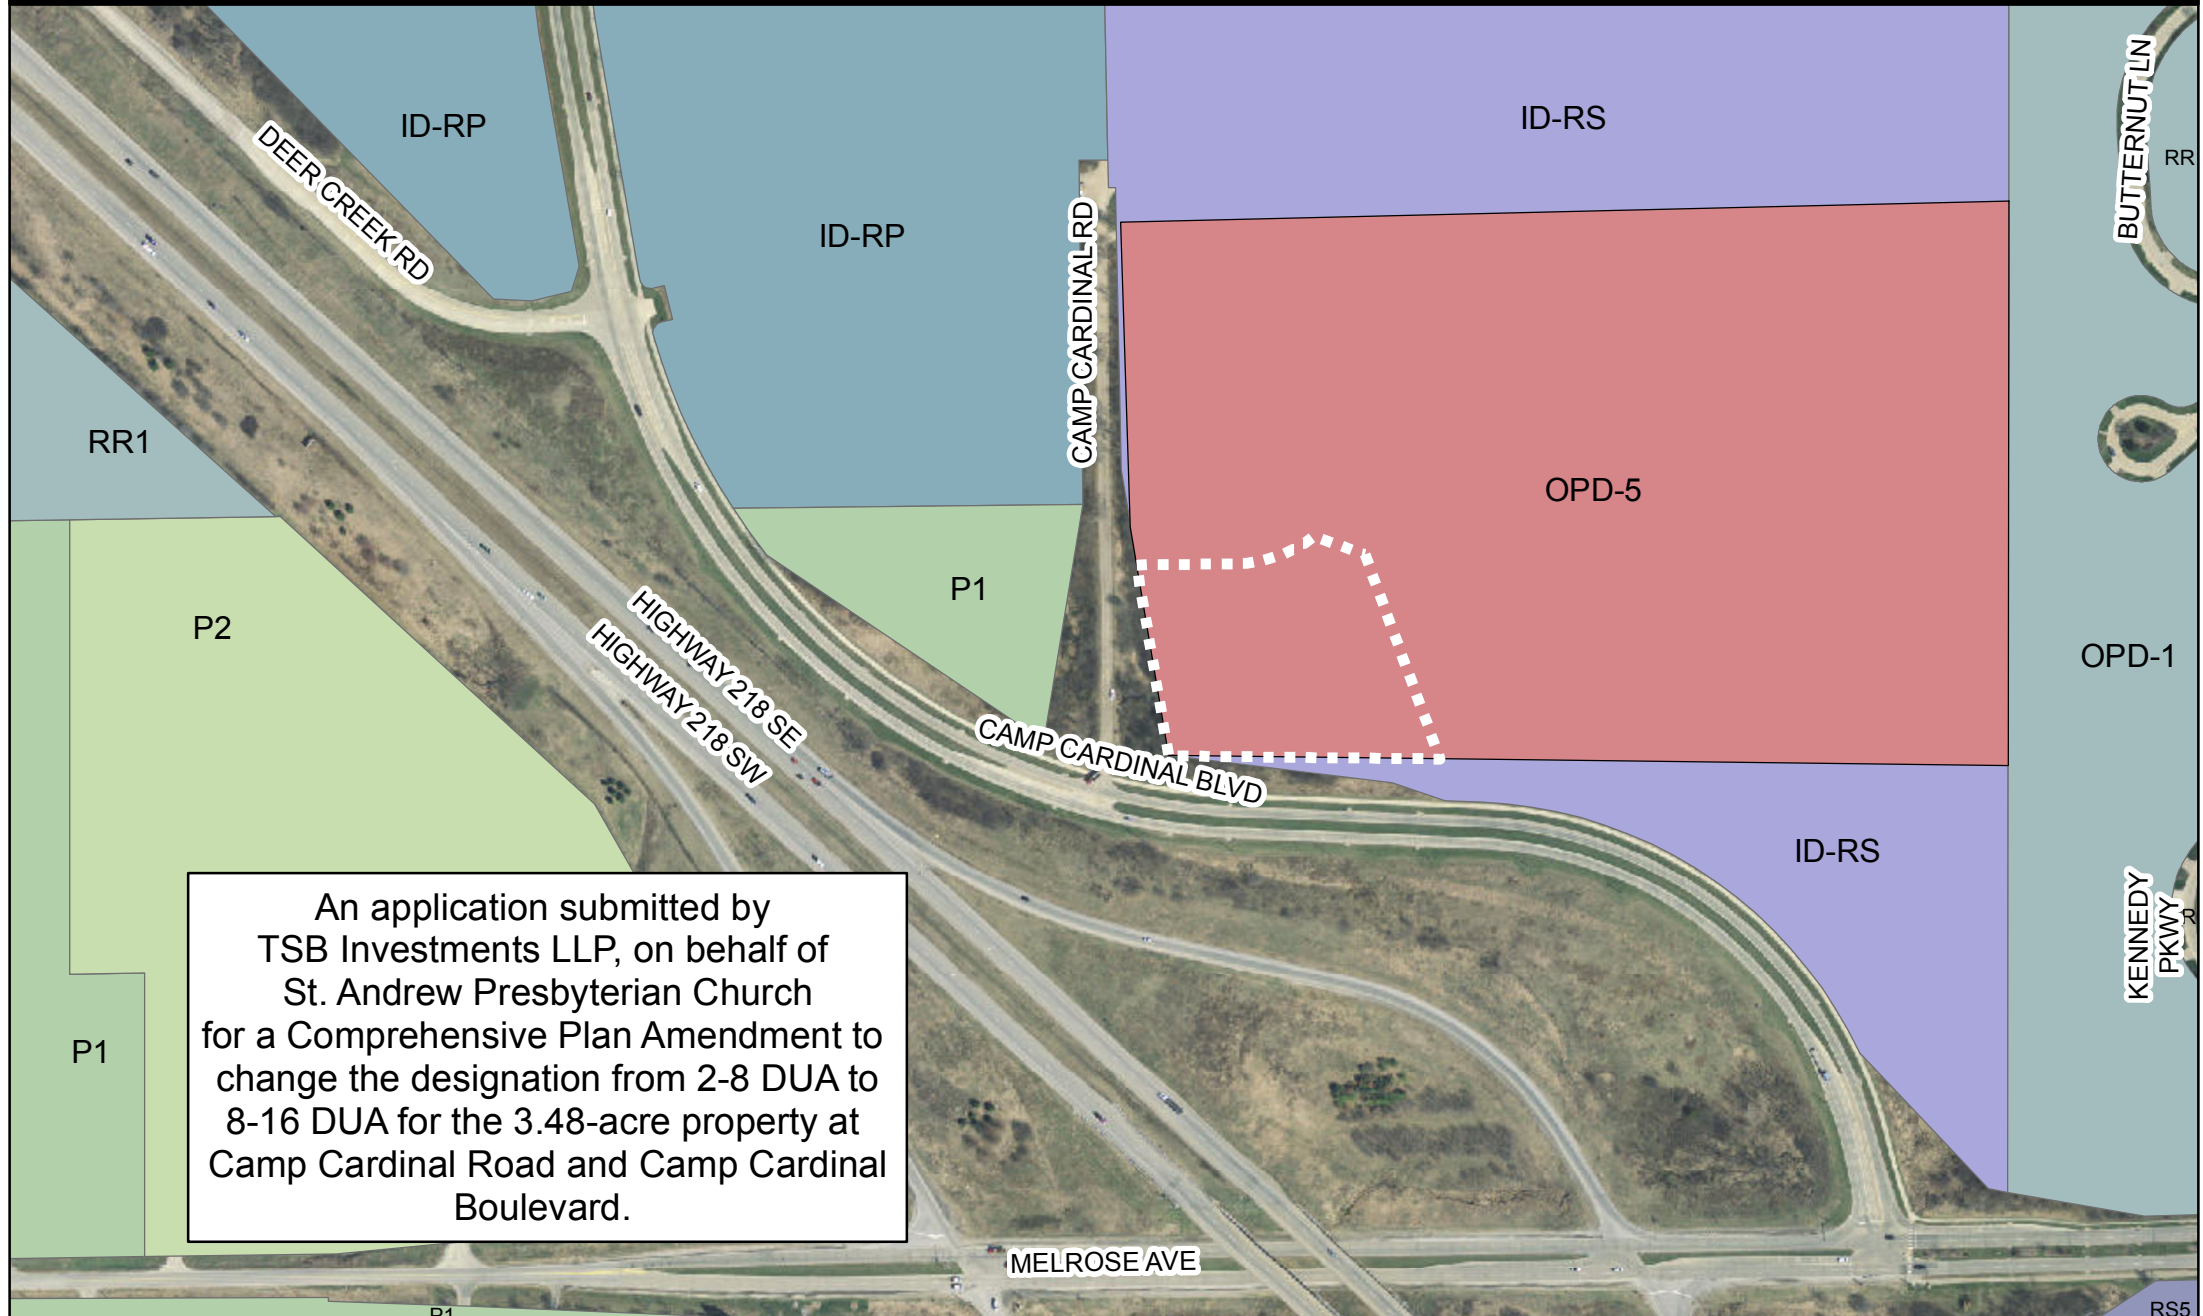 BUTTERNUT LN
ID-RP
ID-RS
DEER CREEK RD
RR
CAMP CARDINAL RD
ID-RP
RR1
OPD-5
P1
P2
HIGHWAY 218 SE
HIGHWAY 218 SW
OPD-1
CAMP CARDINAL BLVD
ID-RS
An application submitted by
TSB Investments LLP, on behalf of
St. Andrew Presbyterian Church
for a Comprehensive Plan Amendment to
change the designation from 2-8 DUA to
8-16 DUA for the 3.48-acre property at
Camp Cardinal Road and Camp Cardinal
Boulevard.
KENNEDY
PKWY
R
P1
MELROSE AVE
P1
RS5